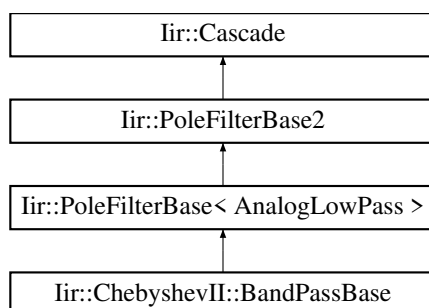 Iir::Cascade
Iir::PoleFilterBase2
Iir::PoleFilterBase< AnalogLowPass >
Iir::ChebyshevII::BandPassBase